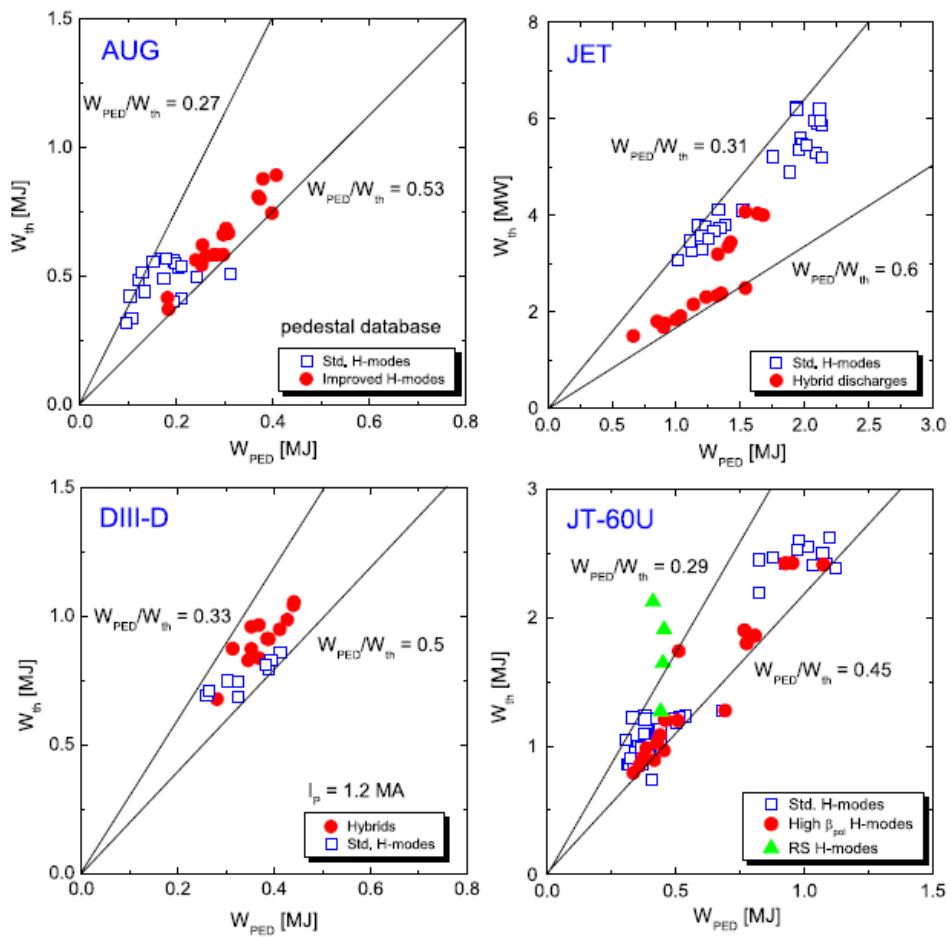 AUG
W_PED/W_th = 0.27
W_PED/W_th = 0.53
pedestal database
Std. H-modes
Improved H-modes
W_th [MJ]
1.5
1.0
0.5
0.0
0.0 0.2 0.4 0.6 0.8
W_PED [MJ]
JET
W_PED/W_th = 0.31
W_PED/W_th = 0.6
Std. H-modes
Hybrid discharges
W_th [MW]
8
6
4
2
0
0.0 0.5 1.0 1.5 2.0 2.5 3.0
W_PED [MJ]
DIII-D
W_PED/W_th = 0.33
W_PED/W_th = 0.5
I_P = 1.2 MA
Hybrids
Std. H-modes
W_th [MJ]
1.5
1.0
0.5
0.0
0.0 0.2 0.4 0.6 0.8
W_PED [MJ]
JT-60U
W_PED/W_th = 0.29
W_PED/W_th = 0.45
Std. H-modes
High β_pol H-modes
RS H-modes
W_th [MJ]
3
2
1
0
0.0 0.5 1.0 1.5
W_PED [MJ]